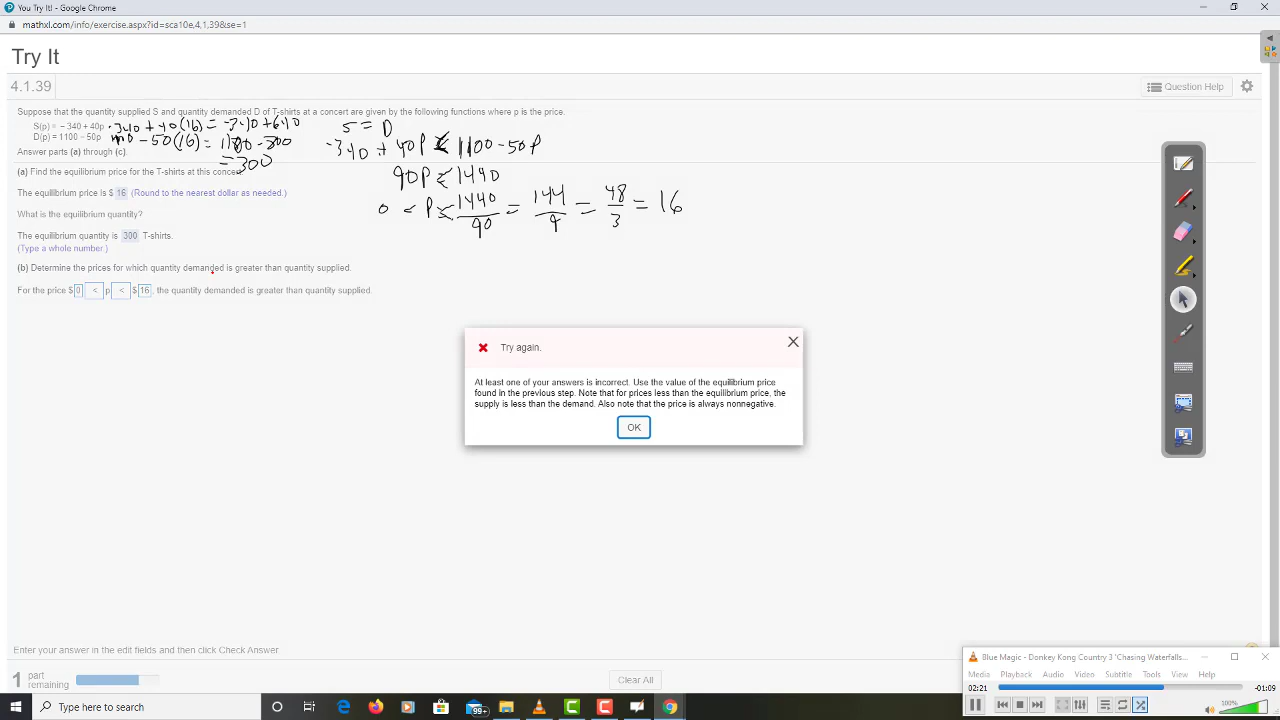 You Try It! - Google Chrome
mathxl.com/info/exercise.aspx?id=sca10e,4,1,39&se=1
Try It
4.1.39
Question Help
Suppose that the quantity supplied S and quantity demanded D of T-shirts at a concert are given by the following functions where p is the price.
S(p) = −340 + 40p
-340 + 40(16) = -340 + 640
D(p) = 1100 − 50p
- 50(16) = 1100 - 800
= 300
S = D
-340 + 40P < 1100 - 50P
90P < 1440
0 < P < 1440/90 = 144/9 = 48/3 = 16
Answer parts (a) through (c).
(a) Find the equilibrium price for the T-shirts at this concert.
The equilibrium price is $ 16 (Round to the nearest dollar as needed.)
What is the equilibrium quantity?
The equilibrium quantity is 300 T-shirts.
(Type a whole number.)
(b) Determine the prices for which quantity demanded is greater than quantity supplied.
For the price $ 0 < p < $ 16, the quantity demanded is greater than quantity supplied.
Try again.
At least one of your answers is incorrect. Use the value of the equilibrium price
found in the previous step. Note that for prices less than the equilibrium price, the
supply is less than the demand. Also note that the price is always nonnegative.
OK
Enter your answer in the edit fields and then click Check Answer.
1 part
remaining
Clear All
Blue Magic - Donkey Kong Country 3 'Chasing Waterfalls...
Media Playback Audio Video Subtitle Tools View Help
02:21
-01:09
100%
Type here to search
99+